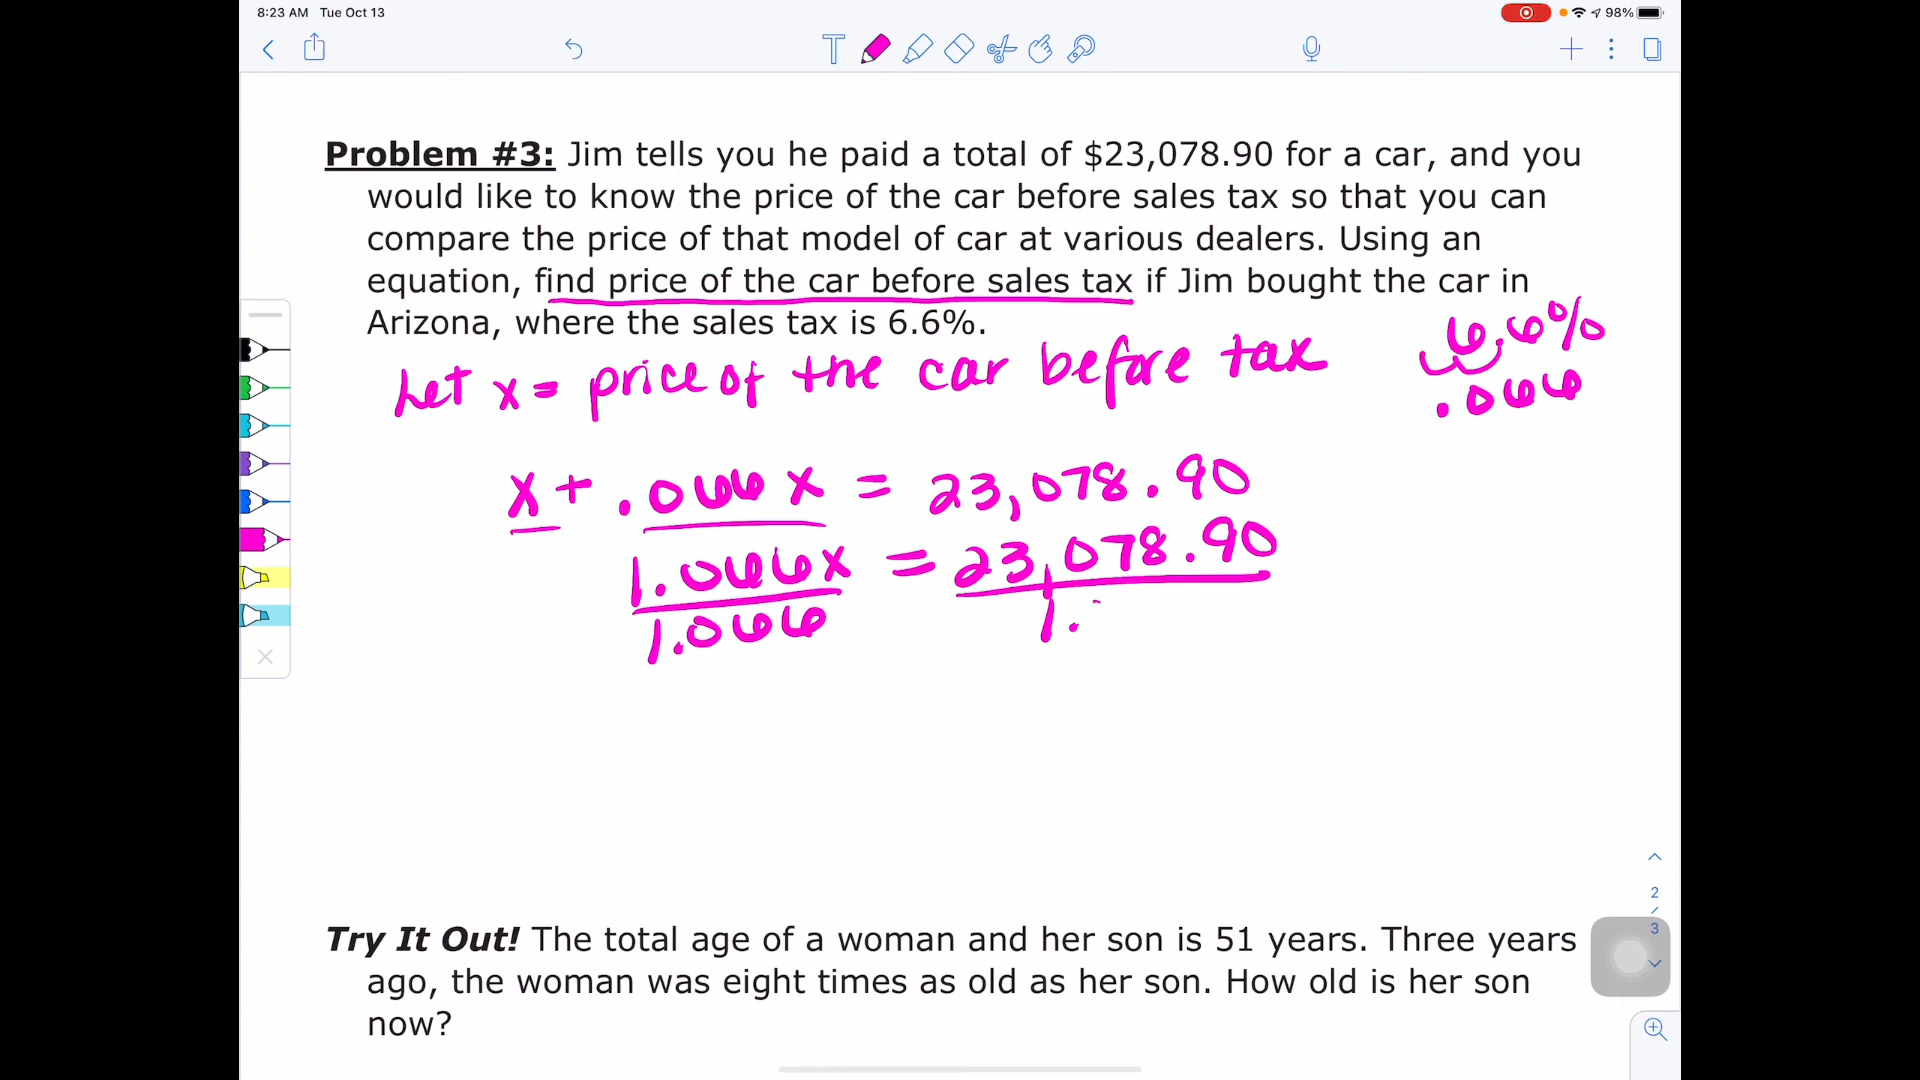 8:23 AM Tue Oct 13
98%
T
Problem #3: Jim tells you he paid a total of $23,078.90 for a car, and you
would like to know the price of the car before sales tax so that you can
compare the price of that model of car at various dealers. Using an
equation, find price of the car before sales tax if Jim bought the car in
Arizona, where the sales tax is 6.6%.
6.6%
Let x = price of the car before tax
.066
x + .066x = 23,078.90
1.066x = 23,078.90
1.066 1.
2
/
3
Try It Out! The total age of a woman and her son is 51 years. Three years
ago, the woman was eight times as old as her son. How old is her son
now?